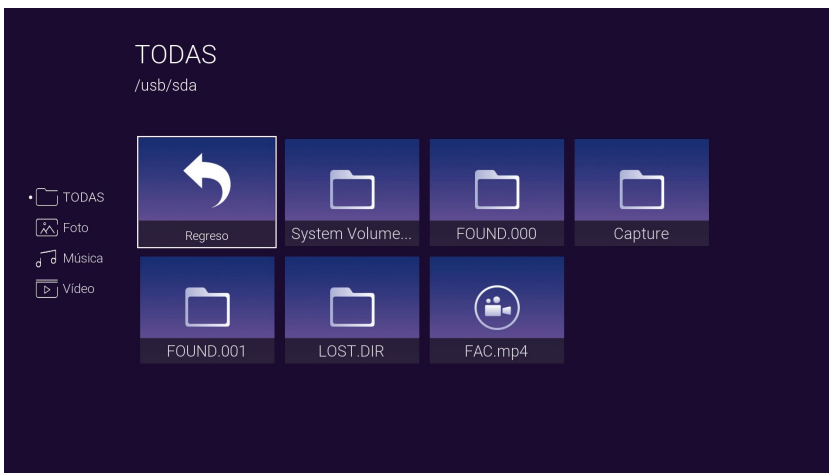 TODAS
/usb/sda
TODAS
Foto
Música
Vídeo
Regreso
System Volume...
FOUND.000
Capture
FOUND.001
LOST.DIR
FAC.mp4